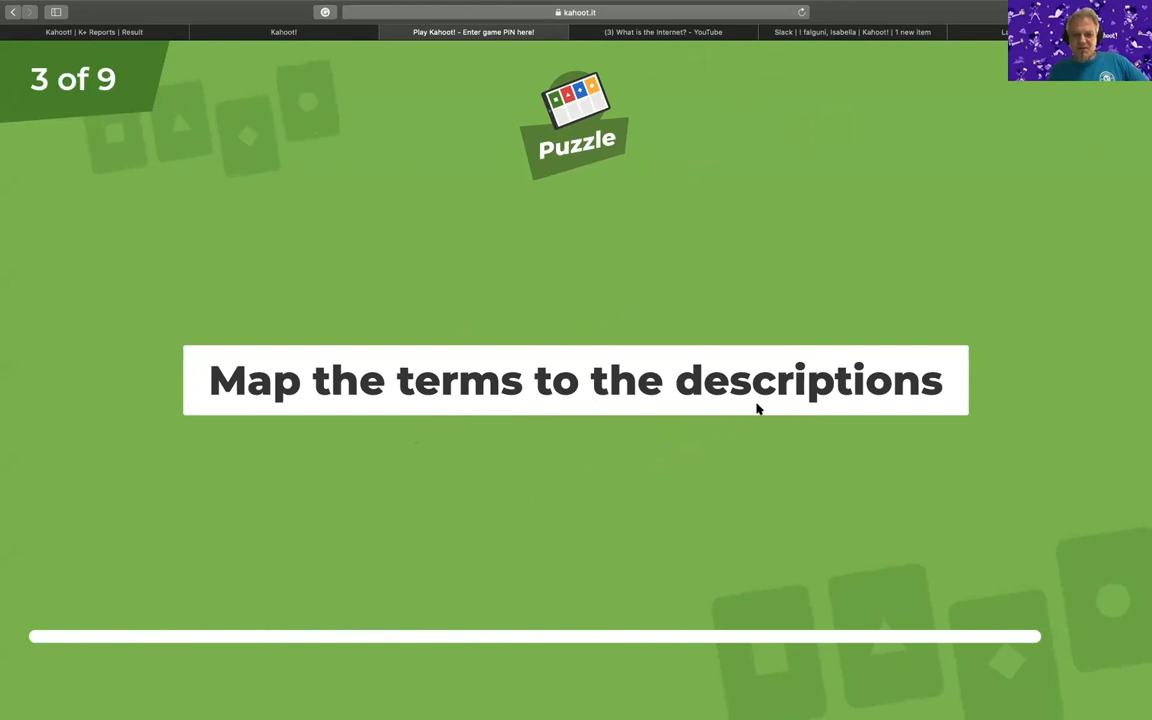 kahoot.it
Kahoot! | K+ Reports | Result
Kahoot!
Play Kahoot! - Enter game PIN here!
(3) What is the Internet? - YouTube
Slack | ! falguni, Isabella | Kahoot! | 1 new item
3 of 9
Puzzle
Map the terms to the descriptions